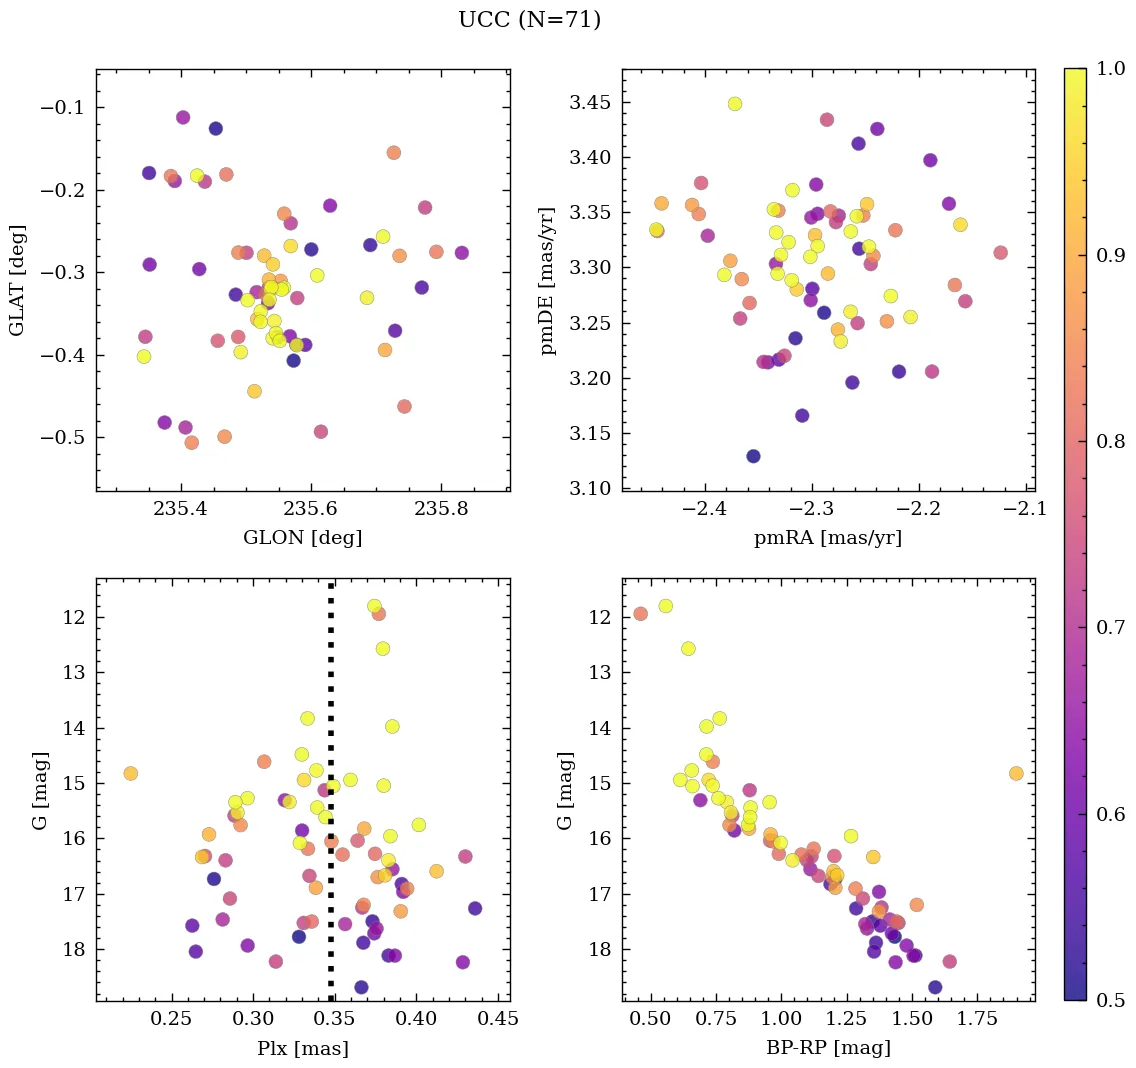 UCC (N=71)
−0.1
−0.2
−0.3
−0.4
−0.5
GLAT [deg]
235.4 235.6 235.8
GLON [deg]
3.45
3.40
3.35
3.30
3.25
3.20
3.15
3.10
pmDE [mas/yr]
−2.4 −2.3 −2.2 −2.1
pmRA [mas/yr]
1.0
0.9
0.8
0.7
0.6
0.5
12
13
14
15
16
17
18
G [mag]
0.25 0.30 0.35 0.40 0.45
Plx [mas]
12
13
14
15
16
17
18
G [mag]
0.50 0.75 1.00 1.25 1.50 1.75
BP-RP [mag]